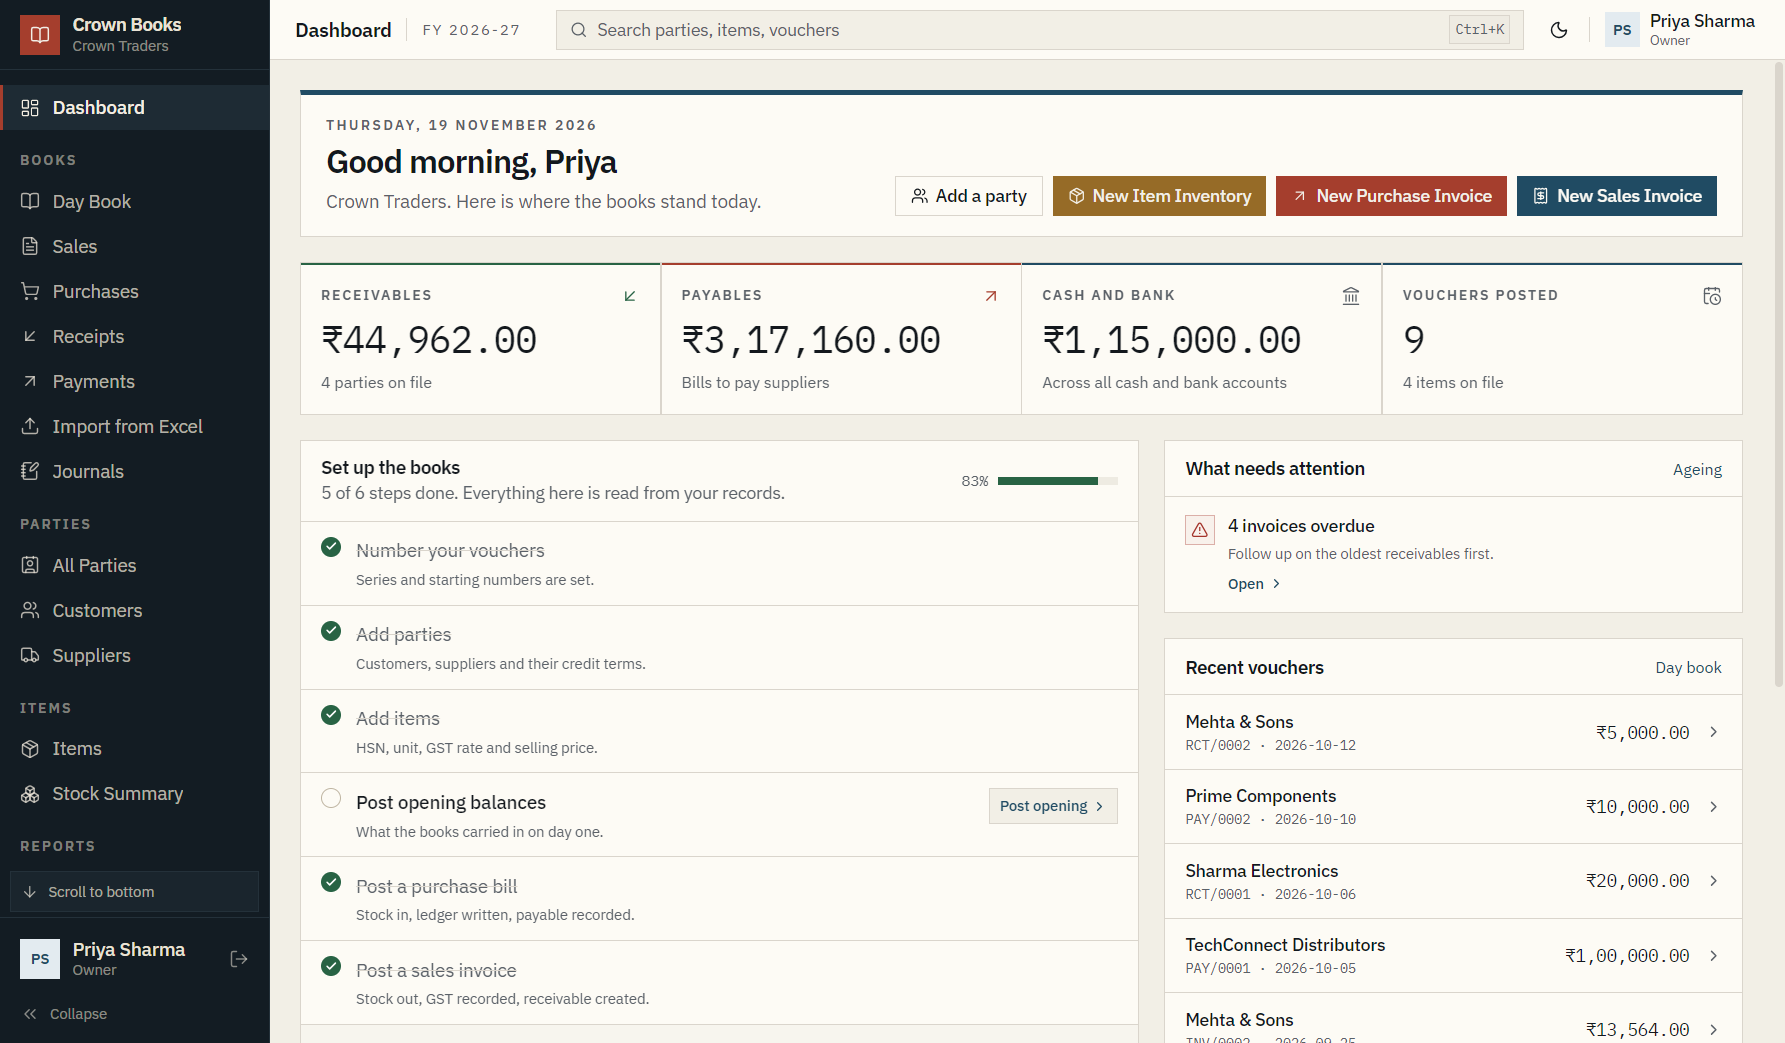 Crown Books
Crown Traders
Dashboard
BOOKS
Day Book
Sales
Purchases
Receipts
Payments
Import from Excel
Journals
PARTIES
All Parties
Customers
Suppliers
ITEMS
Items
Stock Summary
REPORTS
Scroll to bottom
PS
Priya Sharma
Owner
Collapse
Dashboard
FY 2026-27
Search parties, items, vouchers
Ctrl+K
PS
Priya Sharma
Owner
THURSDAY, 19 NOVEMBER 2026
Good morning, Priya
Crown Traders. Here is where the books stand today.
Add a party
New Item Inventory
New Purchase Invoice
New Sales Invoice
RECEIVABLES
₹44,962.00
4 parties on file
PAYABLES
₹3,17,160.00
Bills to pay suppliers
CASH AND BANK
₹1,15,000.00
Across all cash and bank accounts
VOUCHERS POSTED
9
4 items on file
Set up the books
5 of 6 steps done. Everything here is read from your records.
83%
Number your vouchers
Series and starting numbers are set.
Add parties
Customers, suppliers and their credit terms.
Add items
HSN, unit, GST rate and selling price.
Post opening balances
What the books carried in on day one.
Post opening
Post a purchase bill
Stock in, ledger written, payable recorded.
Post a sales invoice
Stock out, GST recorded, receivable created.
What needs attention
Ageing
4 invoices overdue
Follow up on the oldest receivables first.
Open
Recent vouchers
Day book
Mehta & Sons
RCT/0002 · 2026-10-12
₹5,000.00
Prime Components
PAY/0002 · 2026-10-10
₹10,000.00
Sharma Electronics
RCT/0001 · 2026-10-06
₹20,000.00
TechConnect Distributors
PAY/0001 · 2026-10-05
₹1,00,000.00
Mehta & Sons
INV/0002 · 2026-09-25
₹13,564.00